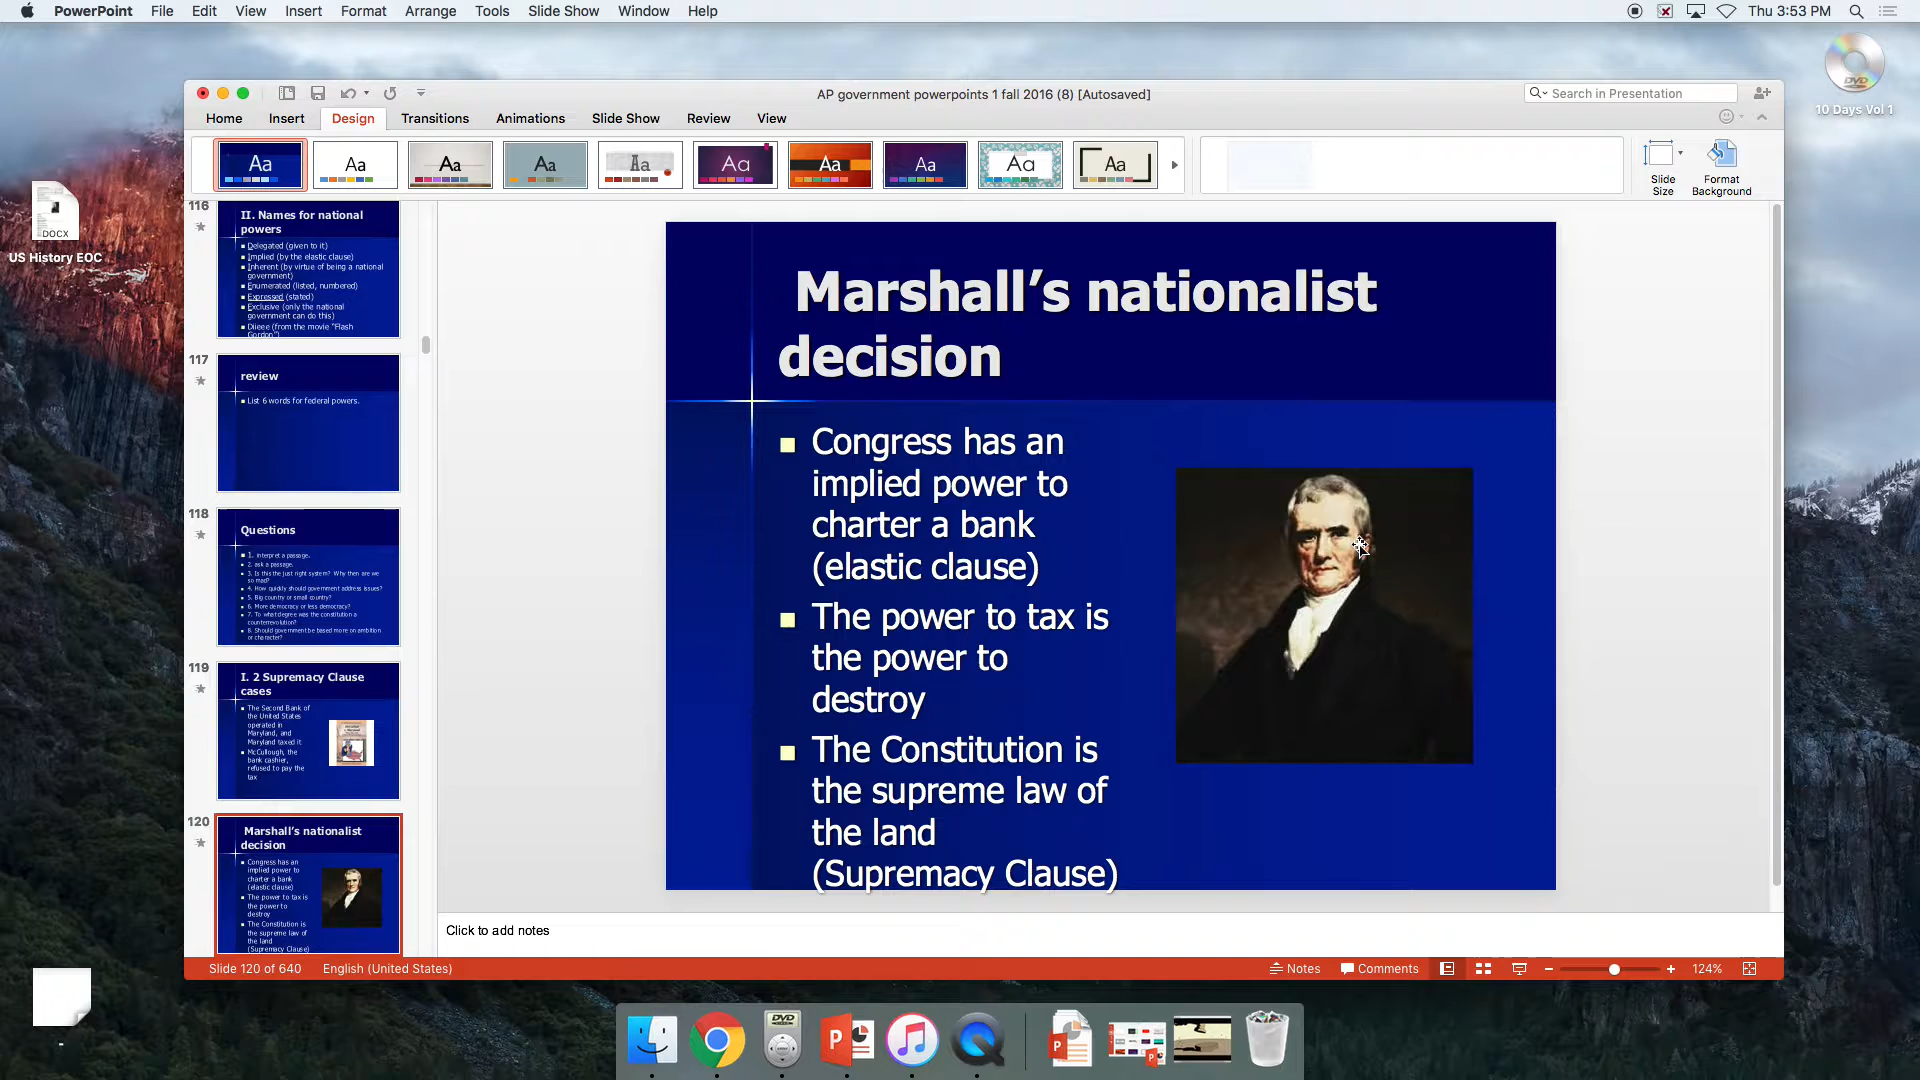 PowerPoint File Edit View Insert Format Arrange Tools Slide Show Window Help Thu 3:53 PM
AP government powerpoints 1 fall 2016 (8) [Autosaved]
Search in Presentation
DVD
10 Days Vol 1
Home Insert Design Transitions Animations Slide Show Review View
Aa Aa Aa Aa Aa Aa Aa Aa Aa Aa
Slide
Size
Format
Background
DOCX
US History EOC
116
II. Names for national
powers
Delegated (given to it)
Implied (by the elastic clause)
Inherent (by virtue of being a national
government)
Enumerated (listed, numbered)
Expressed (stated)
Exclusive (only the national
government can do this)
Diieee (from the movie "Flash
Gordon")
117
review
List 6 words for federal powers.
118
Questions
1. interpret a passage.
2. ask a passage.
3. Is this the just right system? Why then are we
so mad?
4. How quickly should government address issues?
5. Big country or small country?
6. More democracy or less democracy?
7. To what degree was the constitution a
counterrevolution?
8. Should government be based more on ambition
or character?
119
I. 2 Supremacy Clause
cases
The Second Bank of
the United States
operated in
Maryland, and
Maryland taxed it
McCullough, the
bank cashier,
refused to pay the
tax
120
Marshall's nationalist
decision
Congress has an
implied power to
charter a bank
(elastic clause)
The power to tax is
the power to
destroy
The Constitution is
the supreme law of
the land
(Supremacy Clause)
Marshall’s nationalist
decision
Congress has an
implied power to
charter a bank
(elastic clause)
The power to tax is
the power to
destroy
The Constitution is
the supreme law of
the land
(Supremacy Clause)
Click to add notes
Slide 120 of 640 English (United States) Notes Comments 124%
DVD